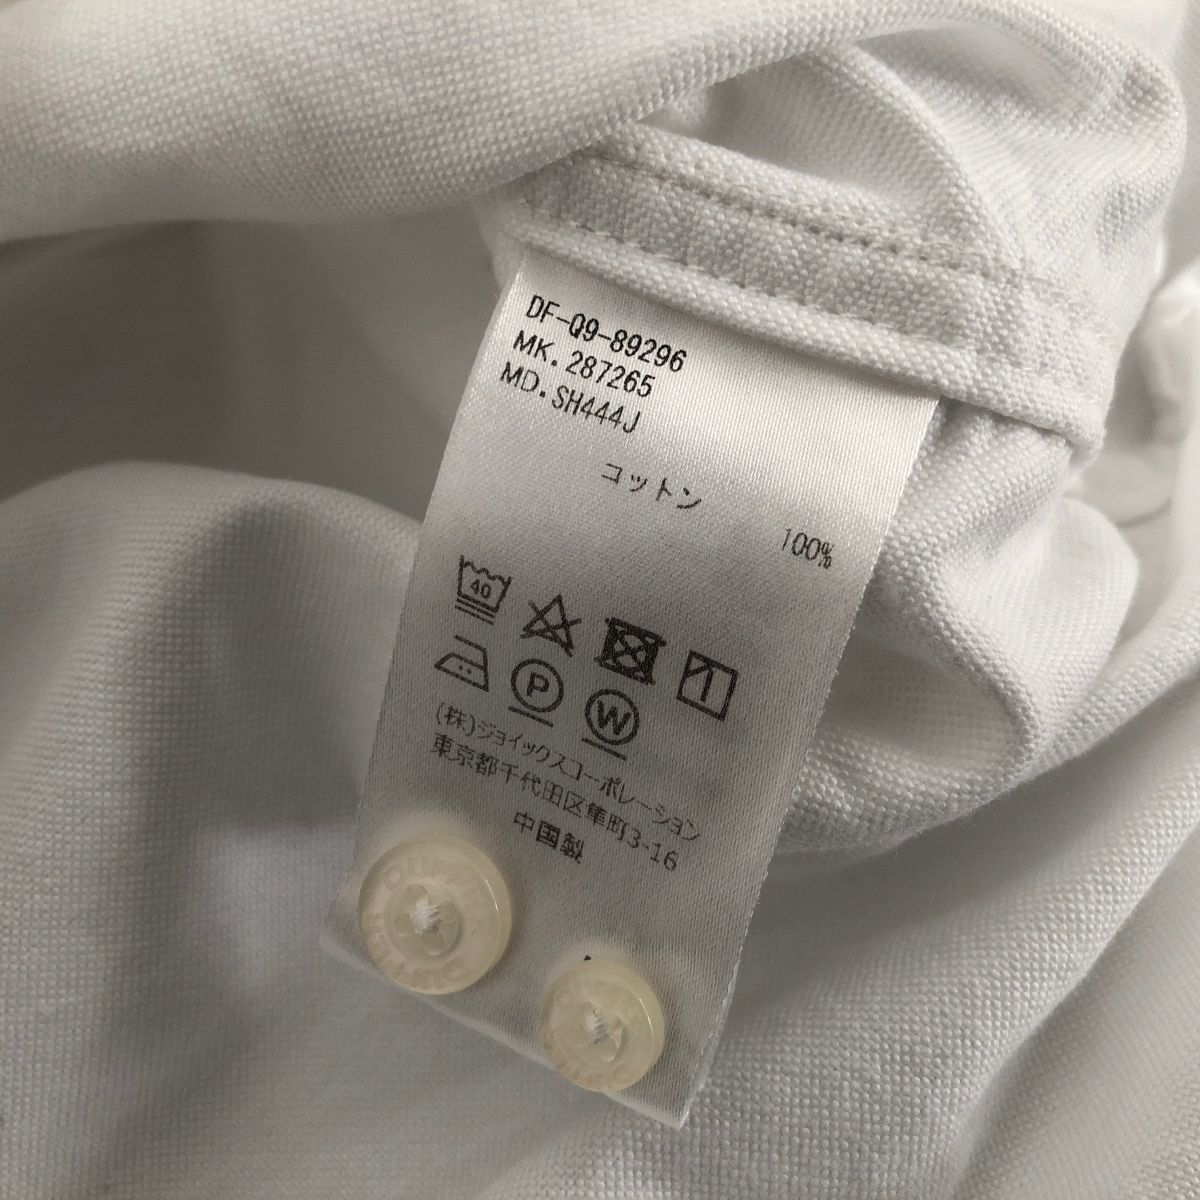 DF-Q9-89296
MK.287265
MD.SH444J
コットン
100%
40
P
W
(株)ジョイックスコーポレーション
東京都千代田区隼町3-16
中国製